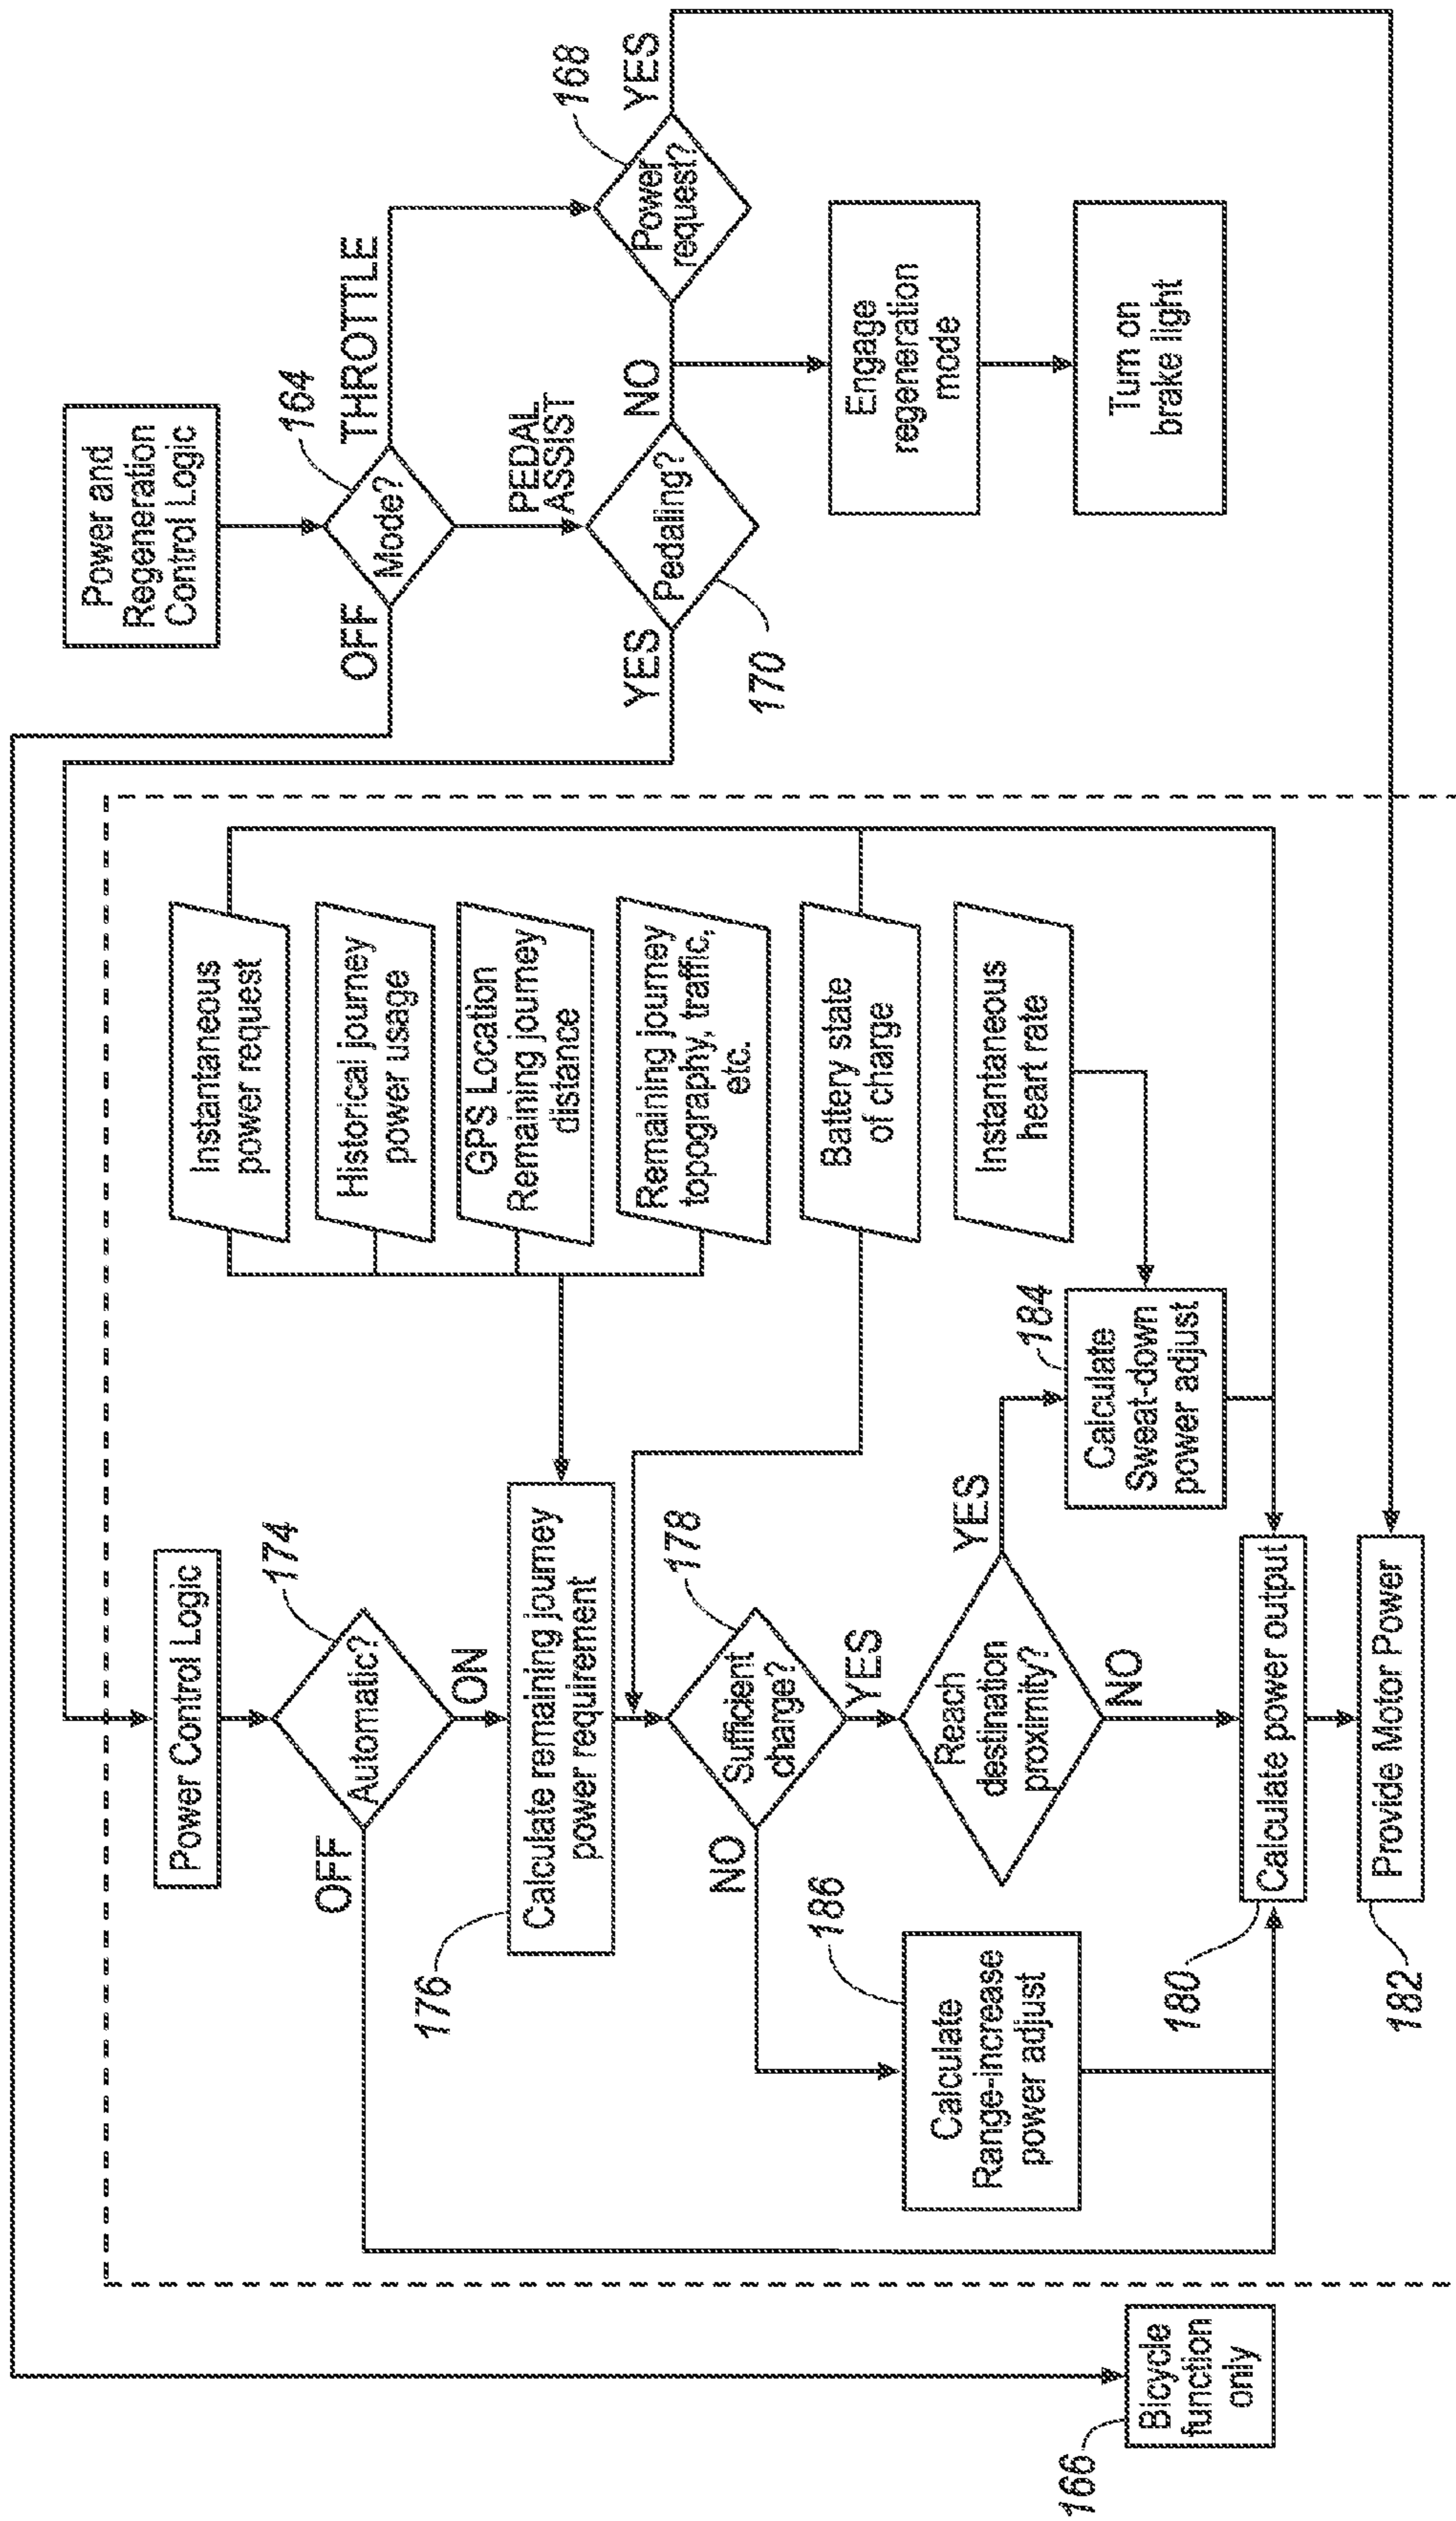 Power and
Regeneration
Control Logic
164
Mode?
OFF
THROTTLE
PEDAL
ASSIST
168
Power
request?
YES
Pedaling?
YES
NO
170
Engage
regeneration
mode
Turn on
brake light
Power Control Logic
174
Automatic?
OFF
ON
Instantaneous
power request
Historical journey
power usage
GPS Location
Remaining journey
distance
Remaining journey
topography, traffic,
etc.
Battery state
of charge
Instantaneous
heart rate
176
Calculate remaining journey
power requirement
178
Sufficient
charge?
NO
YES
186
Calculate
Range-increase
power adjust
Reach
destination
proximity?
YES
NO
184
Calculate
Sweat-down
power adjust
180
Calculate power output
182
Provide Motor Power
166
Bicycle
function
only